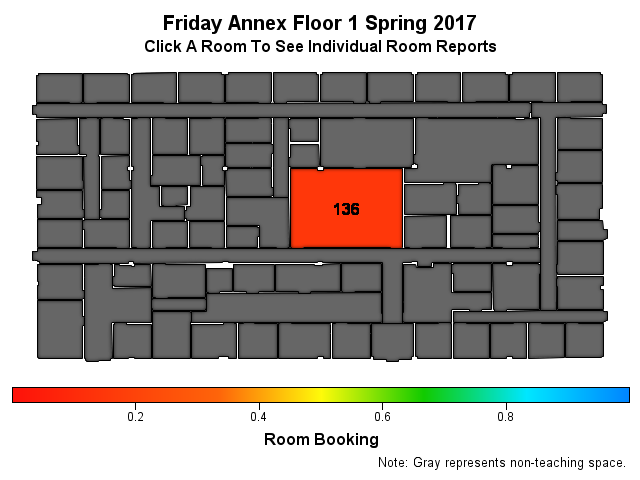 Friday Annex Floor 1 Spring 2017
Click A Room To See Individual Room Reports
136
0.2 0.4 0.6 0.8
Room Booking
Note: Gray represents non-teaching space.